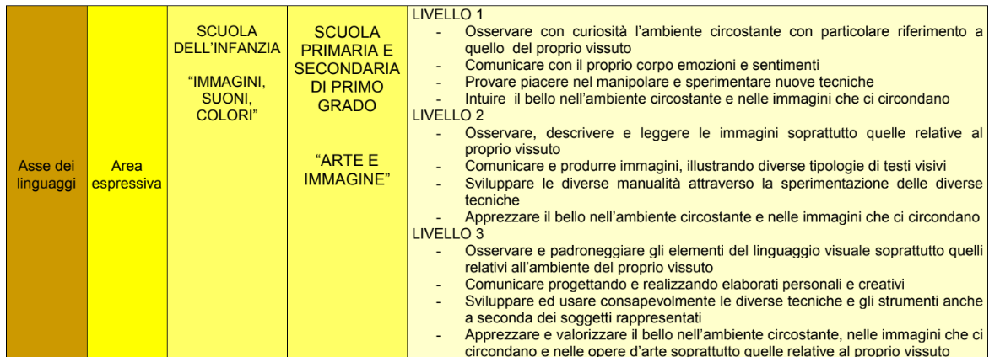 Asse dei
linguaggi
Area
espressiva
SCUOLA
DELL'INFANZIA
“IMMAGINI,
SUONI,
COLORI”
SCUOLA
PRIMARIA E
SECONDARIA
DI PRIMO
GRADO
“ARTE E
IMMAGINE”
LIVELLO 1
- Osservare con curiosità l’ambiente circostante con particolare riferimento a
quello del proprio vissuto
- Comunicare con il proprio corpo emozioni e sentimenti
- Provare piacere nel manipolare e sperimentare nuove tecniche
- Intuire il bello nell’ambiente circostante e nelle immagini che ci circondano
LIVELLO 2
- Osservare, descrivere e leggere le immagini soprattutto quelle relative al
proprio vissuto
- Comunicare e produrre immagini, illustrando diverse tipologie di testi visivi
- Sviluppare le diverse manualità attraverso la sperimentazione delle diverse
tecniche
- Apprezzare il bello nell’ambiente circostante e nelle immagini che ci circondano
LIVELLO 3
- Osservare e padroneggiare gli elementi del linguaggio visuale soprattutto quelli
relativi all’ambiente del proprio vissuto
- Comunicare progettando e realizzando elaborati personali e creativi
- Sviluppare ed usare consapevolmente le diverse tecniche e gli strumenti anche
a seconda dei soggetti rappresentati
- Apprezzare e valorizzare il bello nell’ambiente circostante, nelle immagini che ci
circondano e nelle opere d’arte soprattutto quelle relative al proprio vissuto